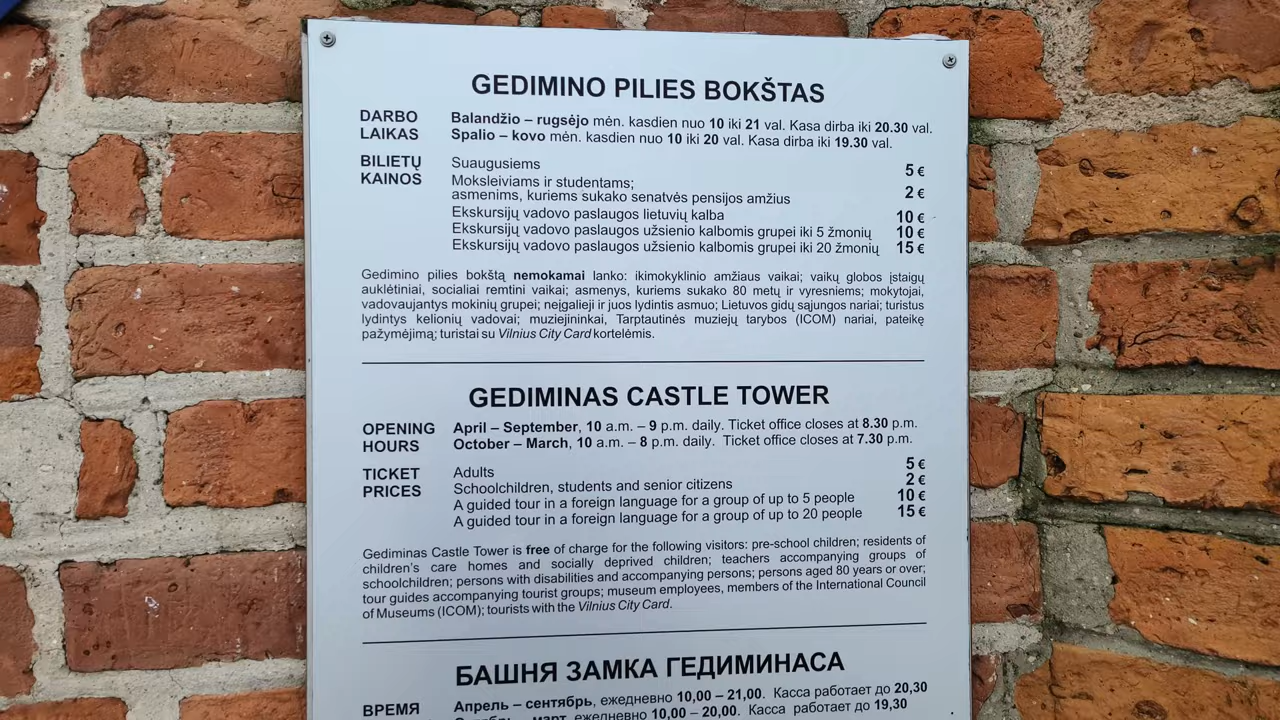 GEDIMINO PILIES BOKŠTAS
DARBO LAIKAS
Balandžio – rugsėjo mėn. kasdien nuo 10 iki 21 val. Kasa dirba iki 20.30 val.
Spalio – kovo mėn. kasdien nuo 10 iki 20 val. Kasa dirba iki 19.30 val.
BILIETŲ KAINOS
Suaugusiems 5 €
Moksleiviams ir studentams;
asmenims, kuriems sukako senatvės pensijos amžius 2 €
Ekskursijų vadovo paslaugos lietuvių kalba 10 €
Ekskursijų vadovo paslaugos užsienio kalbomis grupei iki 5 žmonių 10 €
Ekskursijų vadovo paslaugos užsienio kalbomis grupei iki 20 žmonių 15 €
Gedimino pilies bokštą nemokamai lanko: ikimokyklinio amžiaus vaikai; vaikų globos įstaigų
auklėtiniai, socialiai remtini vaikai; asmenys, kuriems sukako 80 metų ir vyresniems; mokytojai,
vadovaujantys mokinių grupei; neįgalieji ir juos lydintis asmuo; Lietuvos gidų sąjungos nariai; turistus
lydintys kelionių vadovai; muziejininkai, Tarptautinės muziejų tarybos (ICOM) nariai, pateikę
pažymėjimą; turistai su Vilnius City Card kortelėmis.
GEDIMINAS CASTLE TOWER
OPENING HOURS
April – September, 10 a.m. – 9 p.m. daily. Ticket office closes at 8.30 p.m.
October – March, 10 a.m. – 8 p.m. daily. Ticket office closes at 7.30 p.m.
TICKET PRICES
Adults 5 €
Schoolchildren, students and senior citizens 2 €
A guided tour in a foreign language for a group of up to 5 people 10 €
A guided tour in a foreign language for a group of up to 20 people 15 €
Gediminas Castle Tower is free of charge for the following visitors: pre-school children; residents of
children's care homes and socially deprived children; teachers accompanying groups of
schoolchildren; persons with disabilities and accompanying persons; persons aged 80 years or over;
tour guides accompanying tourist groups; museum employees, members of the International Council
of Museums (ICOM); tourists with the Vilnius City Card.
БАШНЯ ЗАМКА ГЕДИМИНАСА
ВРЕМЯ
Апрель – сентябрь, ежедневно 10,00 – 21,00. Касса работает до 20,30
Октябрь – март, ежедневно 10,00 – 20,00. Касса работает до 19,30